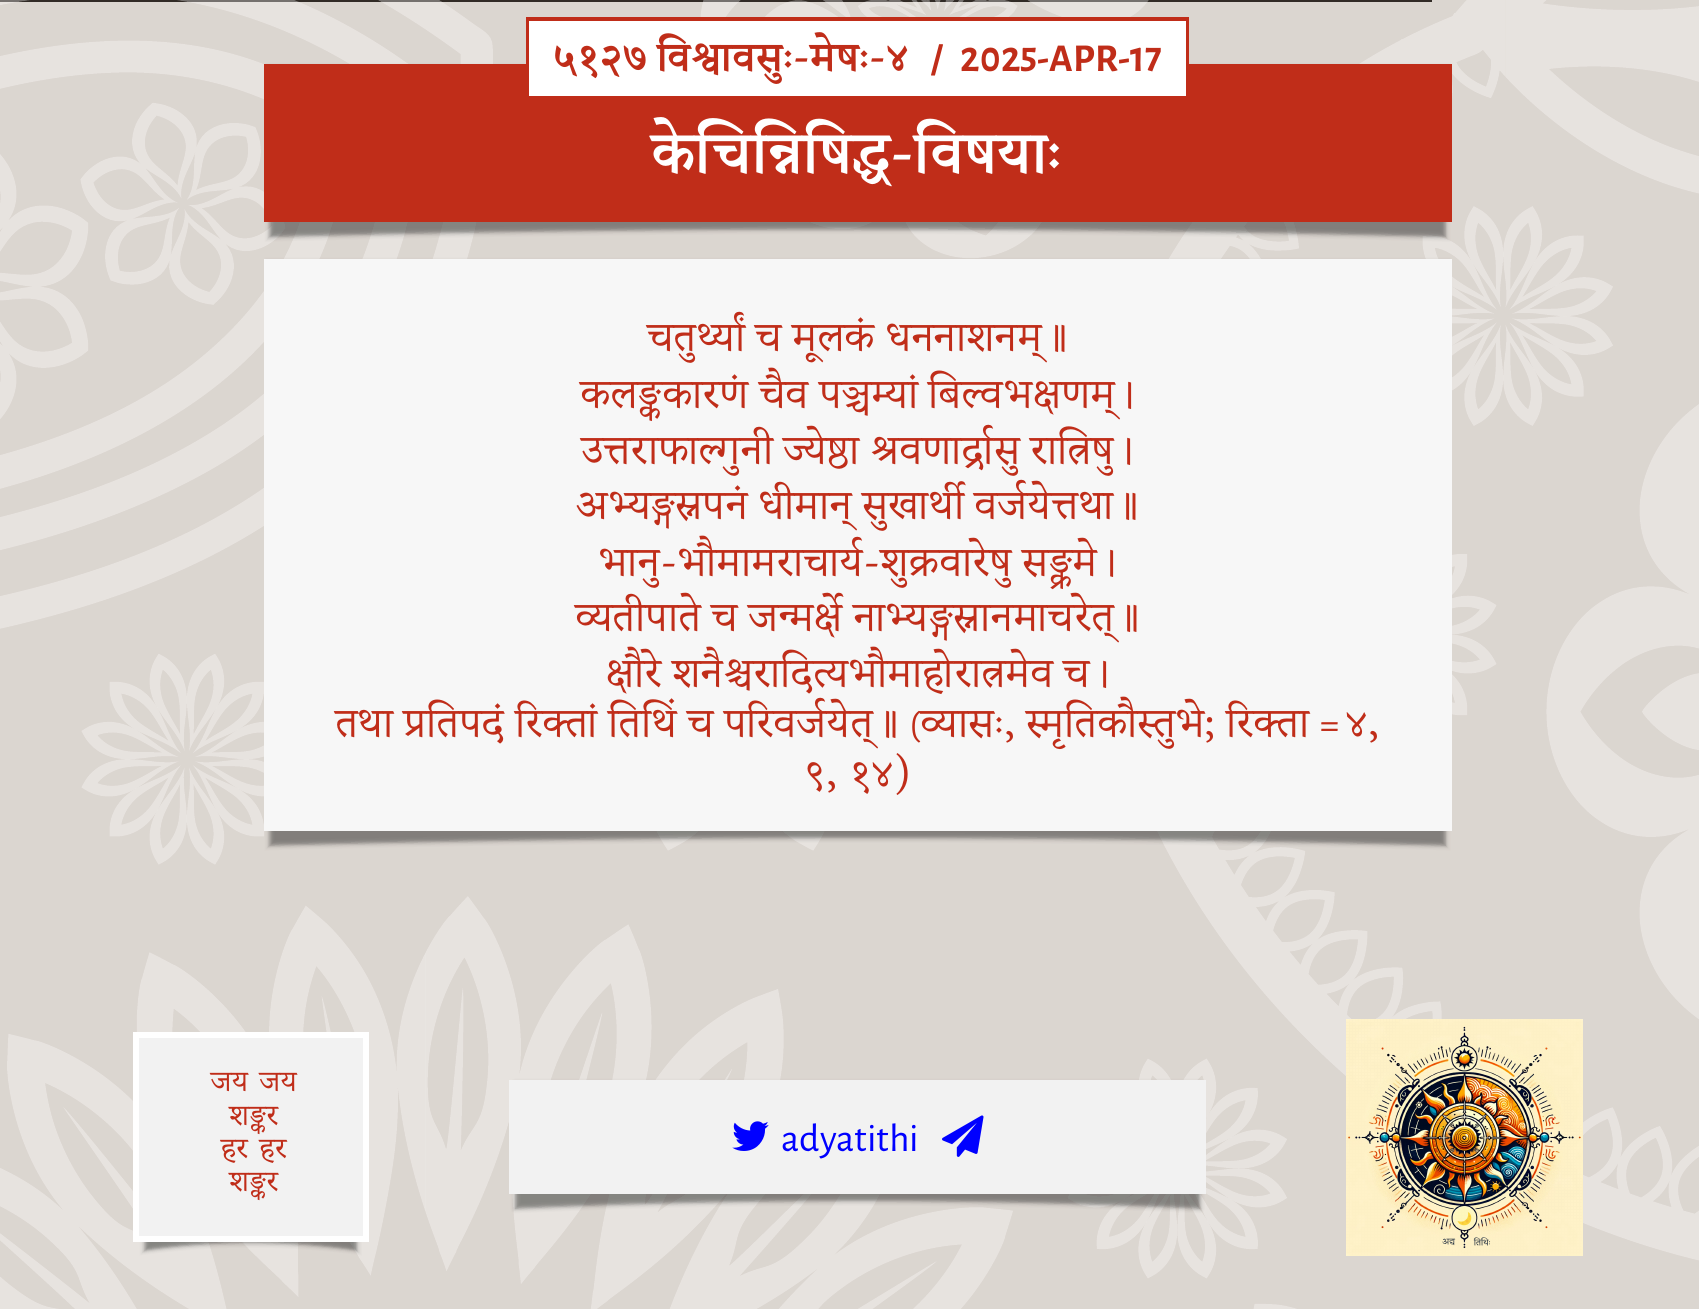 ५१२७ विश्वावसुः-मेषः-४ / 2025-APR-17
केचिन्निषिद्ध-विषयाः
चतुर्थ्यां च मूलकं धननाशनम्॥
कलङ्ककारणं चैव पञ्चम्यां बिल्वभक्षणम्।
उत्तराफाल्गुनी ज्येष्ठा श्रवणार्द्रासु रात्रिषु।
अभ्यङ्गस्नपनं धीमान् सुखार्थी वर्जयेत्तथा॥
भानु-भौमामराचार्य-शुक्रवारेषु सङ्क्रमे।
व्यतीपाते च जन्मर्क्षे नाभ्यङ्गस्नानमाचरेत्॥
क्षौरे शनैश्चरादित्यभौमाहोरात्रमेव च।
तथा प्रतिपदं रिक्तां तिथिं च परिवर्जयेत्॥ (व्यासः, स्मृतिकौस्तुभे; रिक्ता = ४,
९, १४)
जय जय
शङ्कर
हर हर
शङ्कर
adyatithi
अद्य तिथिः